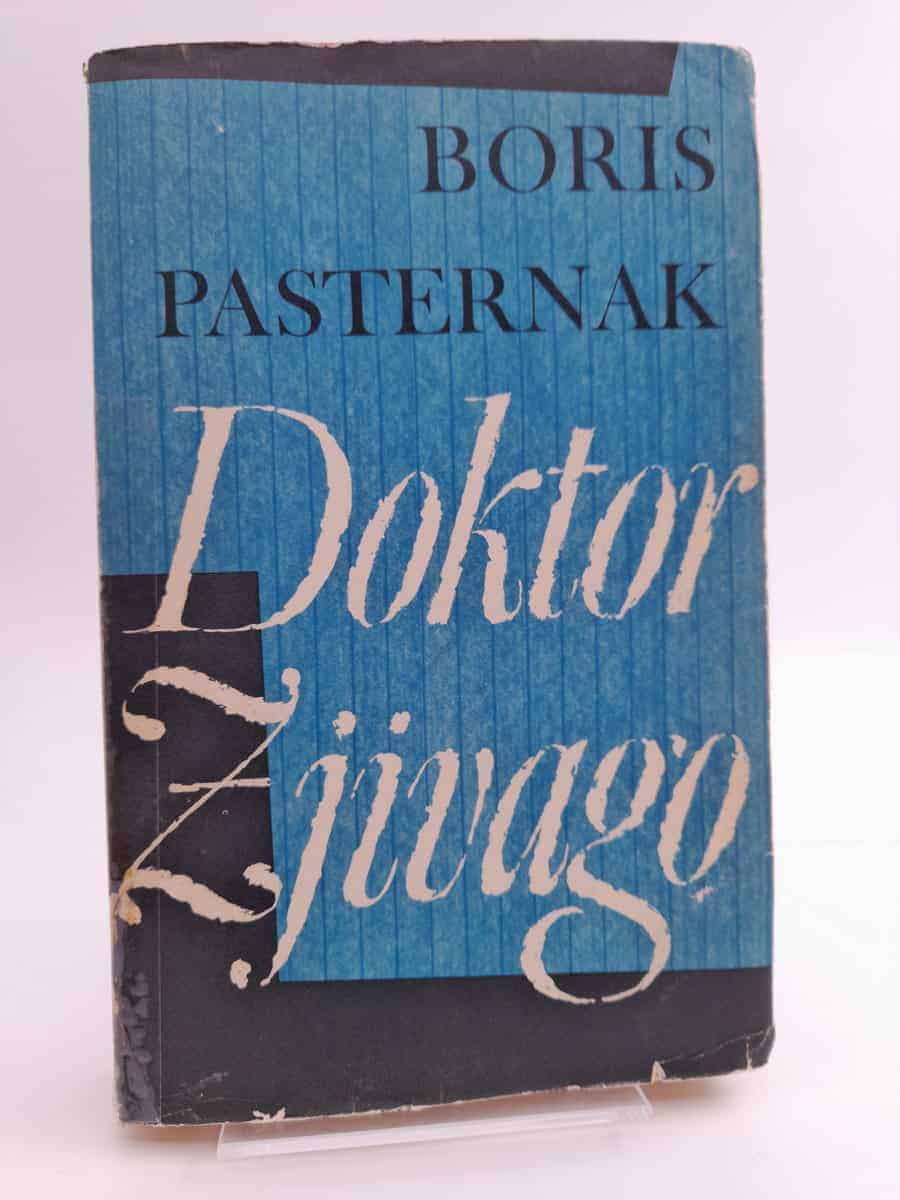 BORIS
PASTERNAK
Doktor
Zjivago